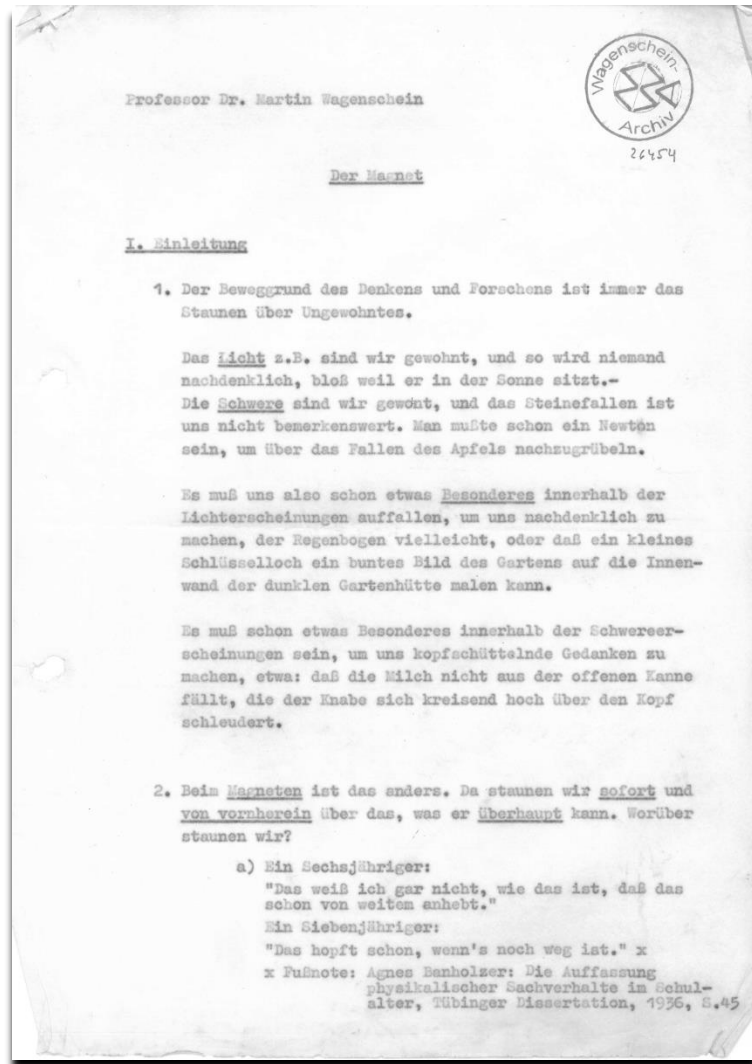 Wagenschein-
Archiv
26454
Professor Dr. Martin Wagenschein
Der Magnet
I. Einleitung
1. Der Beweggrund des Denkens und Forschens ist immer das
Staunen über Ungewohntes.
Das Licht z.B. sind wir gewohnt, und so wird niemand
nachdenklich, bloß weil er in der Sonne sitzt.-
Die Schwere sind wir gewönt, und das Steinefallen ist
uns nicht bemerkenswert. Man mußte schon ein Newton
sein, um über das Fallen des Apfels nachzugrübeln.
Es muß uns also schon etwas Besonderes innerhalb der
Lichterscheinungen auffallen, um uns nachdenklich zu
machen, der Regenbogen vielleicht, oder daß ein kleines
Schlüsselloch ein buntes Bild des Gartens auf die Innen-
wand der dunklen Gartenhütte malen kann.
Es muß schon etwas Besonderes innerhalb der Schwereer-
scheinungen sein, um uns kopfschüttelnde Gedanken zu
machen, etwa: daß die Milch nicht aus der offenen Kanne
fällt, die der Knabe sich kreisend hoch über den Kopf
schleudert.
2. Beim Magneten ist das anders. Da staunen wir sofort und
von vornherein über das, was er überhaupt kann. Worüber
staunen wir?
a) Ein Sechsjähriger:
"Das weiß ich gar nicht, wie das ist, daß das
schon von weitem anhebt."
Ein Siebenjähriger:
"Das hopft schon, wenn's noch weg ist." x
x Fußnote: Agnes Banholzer: Die Auffassung
physikalischer Sachverhalte im Schul-
alter, Tübinger Dissertation, 1936, S.45